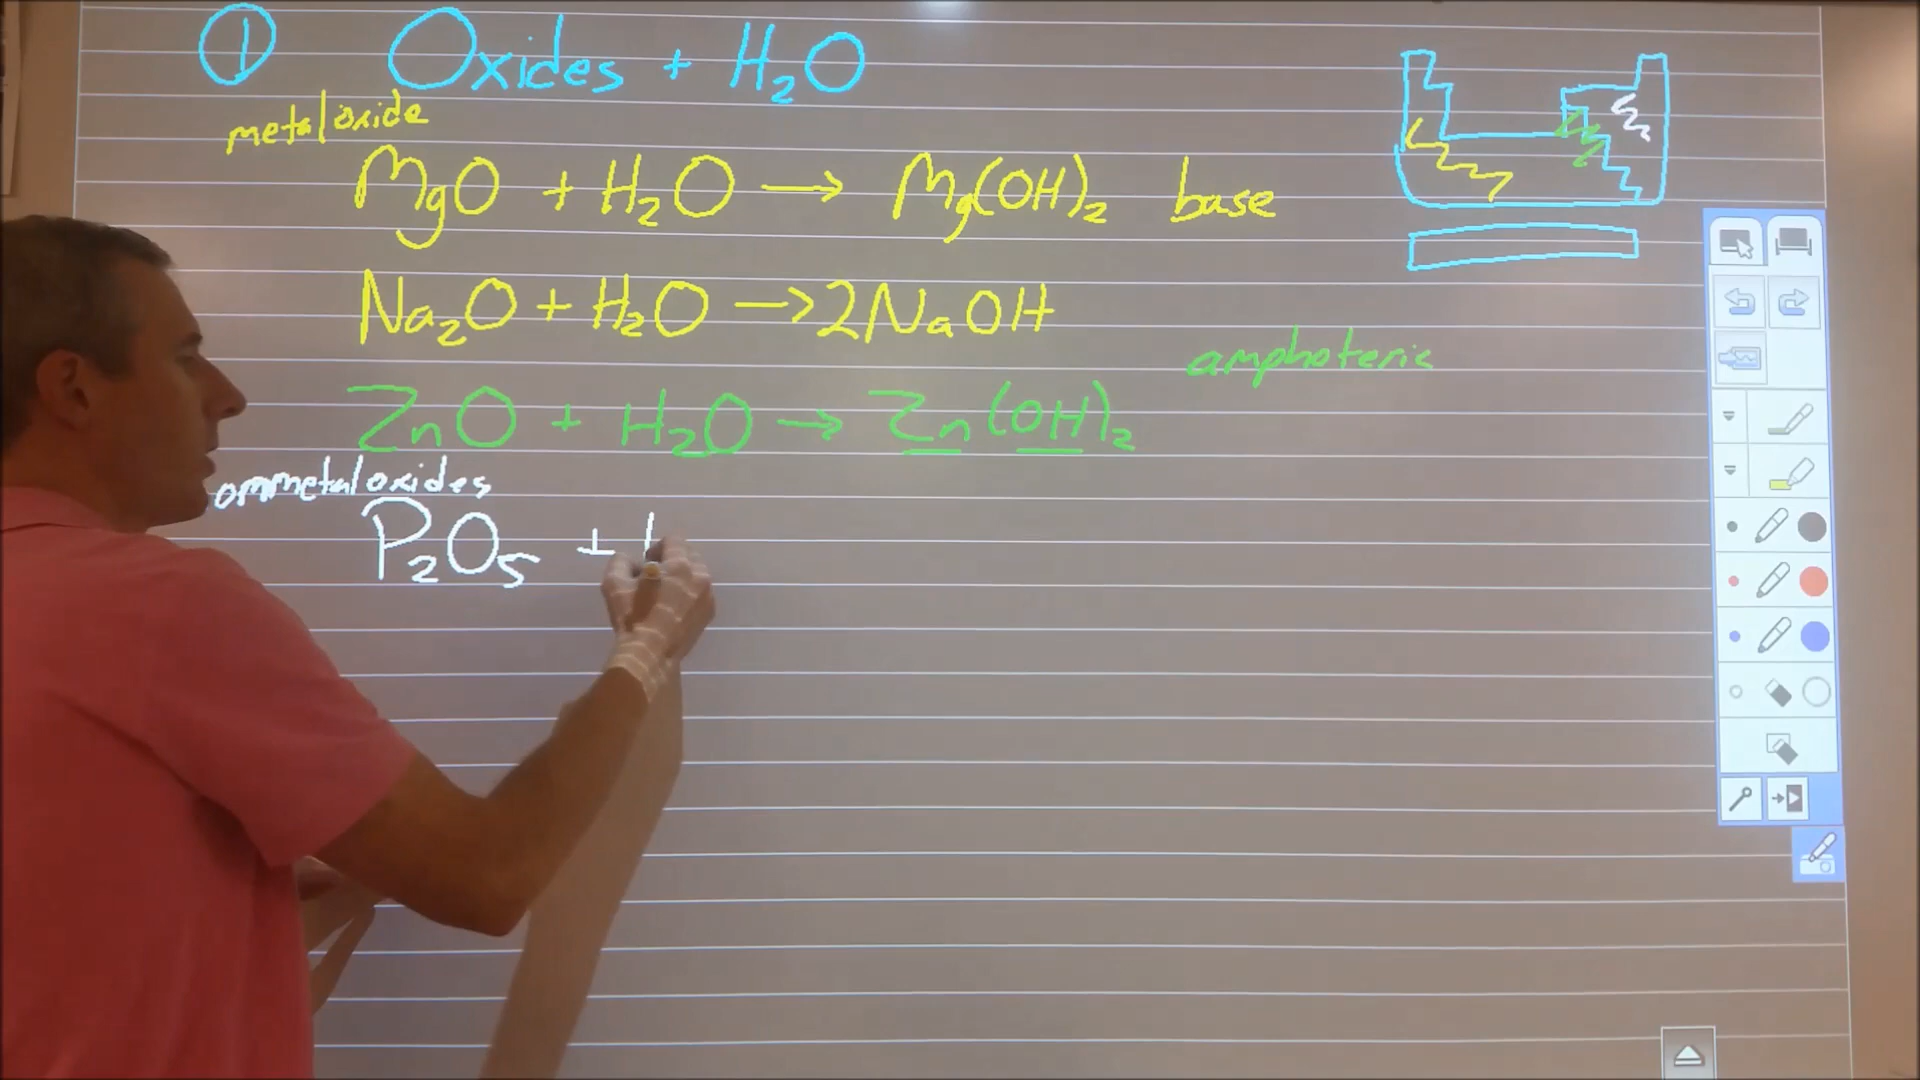 ① Oxides + H₂O
metal oxide
MgO + H₂O → Mg(OH)₂ base
Na₂O + H₂O → 2NaOH
amphoteric
ZnO + H₂O → Zn(OH)₂
ommetal oxides
P₂O₅ +